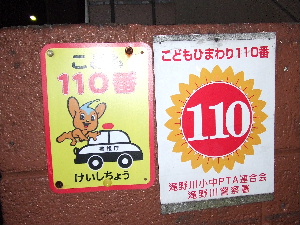 こども
110番
警視庁
けいしちょう
こどもひまわり110番
110
滝野川小中PTA連合会
滝野川警察署